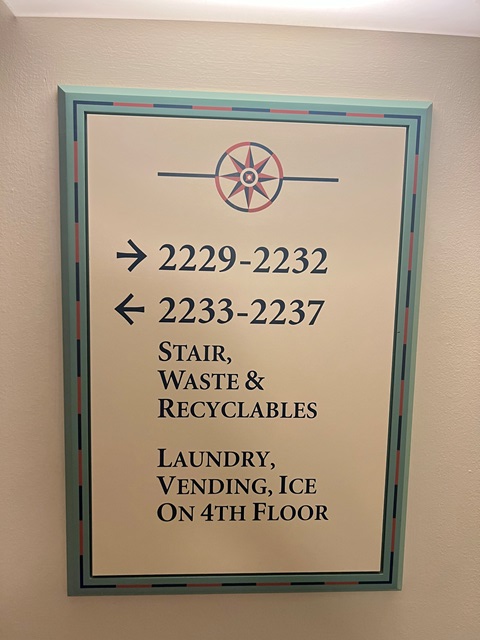 → 2229-2232
← 2233-2237
STAIR,
WASTE &
RECYCLABLES
LAUNDRY,
VENDING, ICE
ON 4TH FLOOR